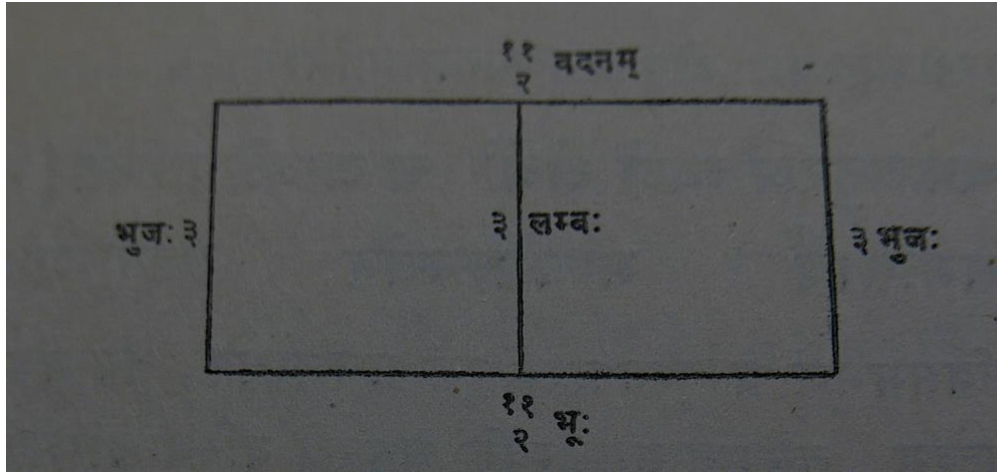 ११ वदनम्
२
भुजः ३
३ लम्बः
३ भुजः
११
२ भूः